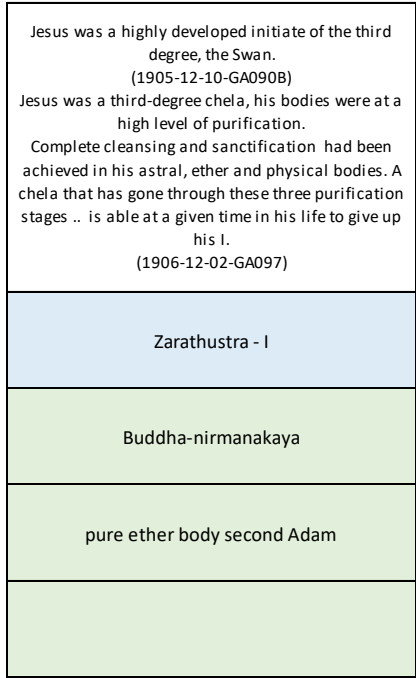 Jesus was a highly developed initiate of the third
degree, the Swan.
(1905-12-10-GA090B)
Jesus was a third-degree chela, his bodies were at a
high level of purification.
Complete cleansing and sanctification had been
achieved in his astral, ether and physical bodies. A
chela that has gone through these three purification
stages .. is able at a given time in his life to give up
his I.
(1906-12-02-GA097)
Zarathustra - I
Buddha-nirmanakaya
pure ether body second Adam